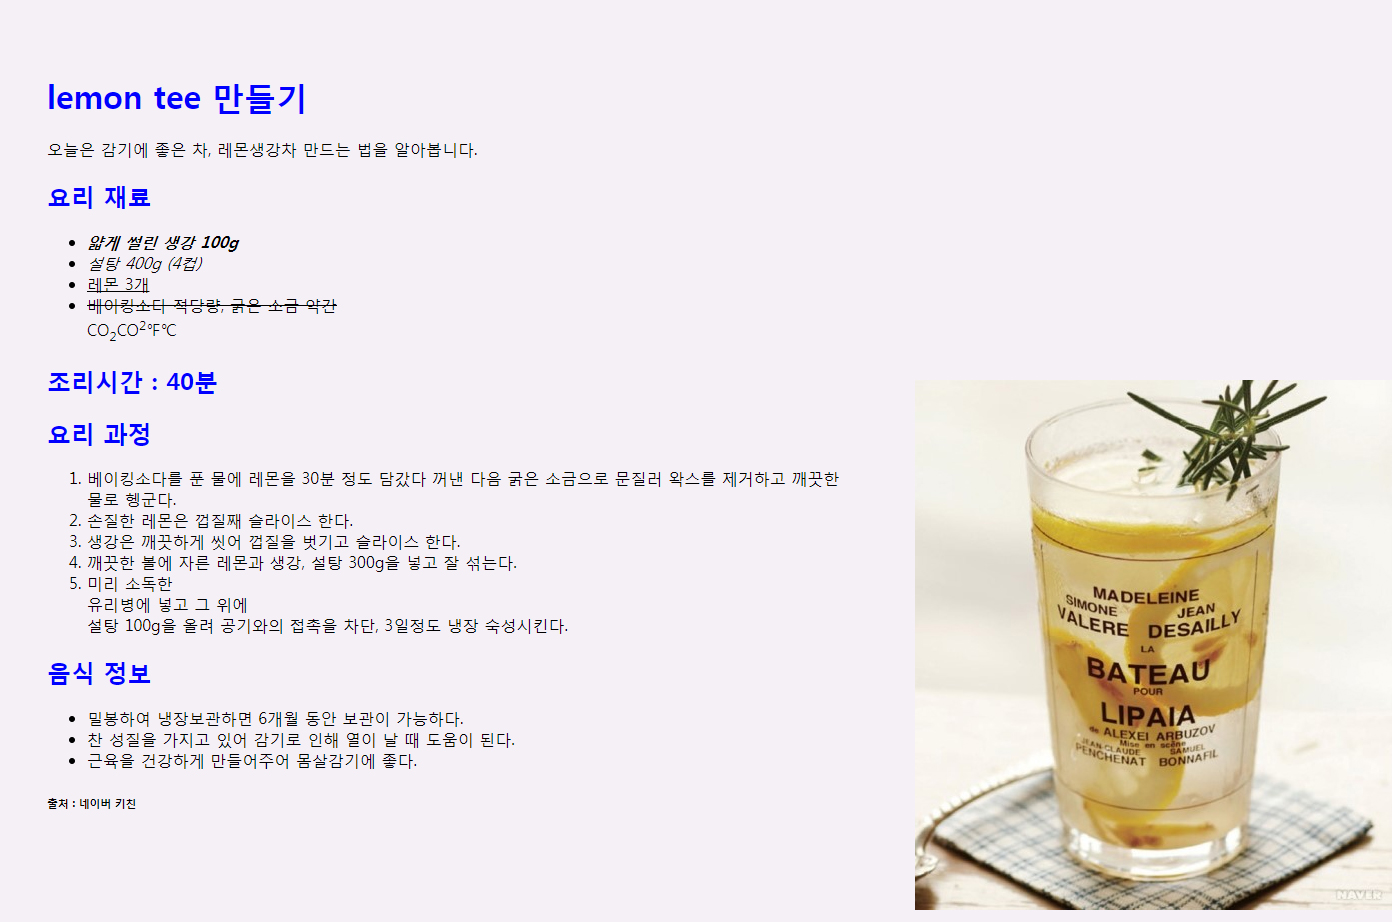 lemon tee 만들기
오늘은 감기에 좋은 차, 레몬생강차 만드는 법을 알아봅니다.
요리 재료
• 얇게 썰린 생강 100g
• 설탕 400g (4컵)
• 레몬 3개
• 베이킹소다 적당량, 굵은 소금 약간
CO₂CO²℉℃
조리시간 : 40분
요리 과정
1. 베이킹소다를 푼 물에 레몬을 30분 정도 담갔다 꺼낸 다음 굵은 소금으로 문질러 왁스를 제거하고 깨끗한
물로 헹군다.
2. 손질한 레몬은 껍질째 슬라이스 한다.
3. 생강은 깨끗하게 씻어 껍질을 벗기고 슬라이스 한다.
4. 깨끗한 볼에 자른 레몬과 생강, 설탕 300g을 넣고 잘 섞는다.
5. 미리 소독한
유리병에 넣고 그 위에
설탕 100g을 올려 공기와의 접촉을 차단, 3일정도 냉장 숙성시킨다.
음식 정보
• 밀봉하여 냉장보관하면 6개월 동안 보관이 가능하다.
• 찬 성질을 가지고 있어 감기로 인해 열이 날 때 도움이 된다.
• 근육을 건강하게 만들어주어 몸살감기에 좋다.
출처 : 네이버 키친
MADELEINE
SIMONE JEAN
VALERE DESAILLY
LA
BATEAU
POUR
LIPAIA
de ALEXEI ARBUZOV
Mise en scène
JEAN-CLAUDE SAMUEL
PENCHENAT BONNAFIL
NAVER